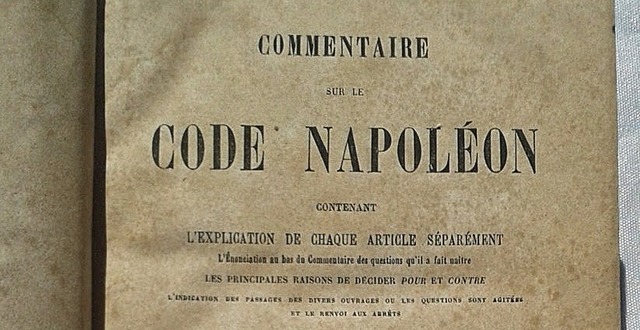 COMMENTAIRE
SUR LE
CODE NAPOLÉON
CONTENANT
L'EXPLICATION DE CHAQUE ARTICLE SÉPARÉMENT
L'Énonciation au bas du Commentaire des questions qu'il a fait naître
LES PRINCIPALES RAISONS DE DÉCIDER POUR ET CONTRE
L'INDICATION DES PASSAGES DES DIVERS OUVRAGES OU LES QUESTIONS SONT AGITÉES
ET LE RENVOI AUX ARRÊTS